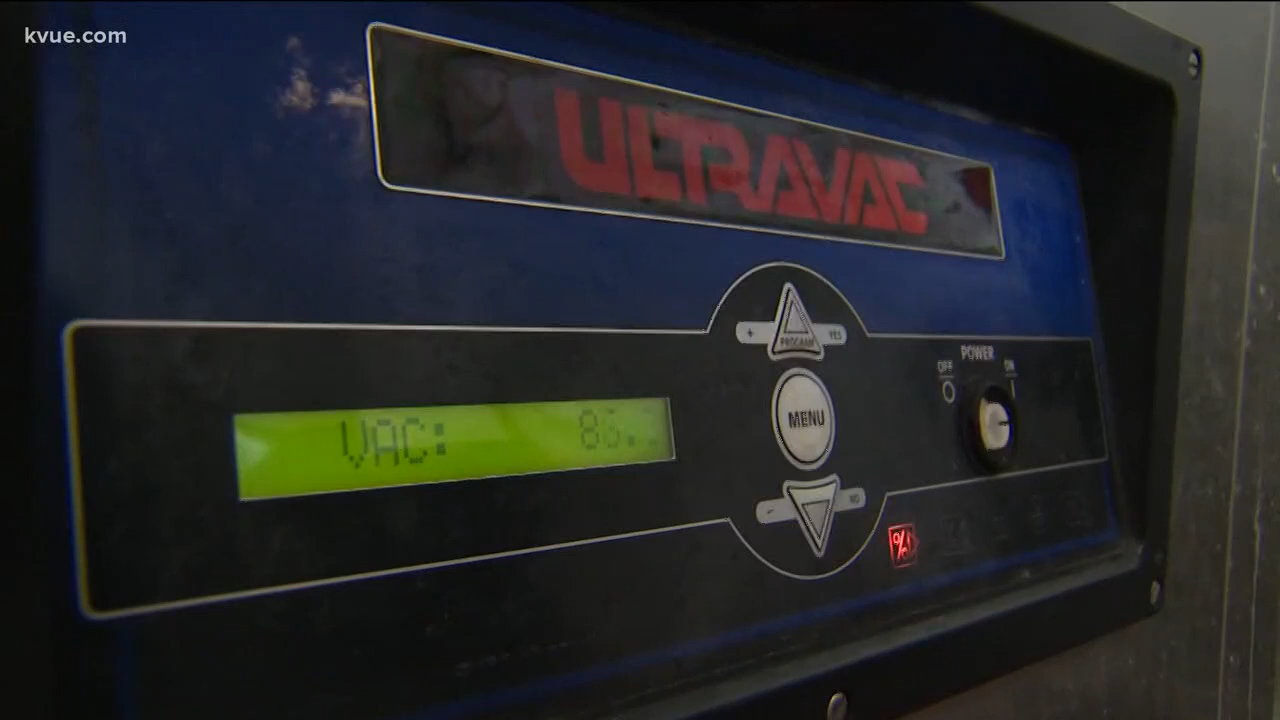 kvue.com
ULTRAVAC
+ PROGRAM YES
POWER
OFF ON
MENU
VAC:
- NO
%